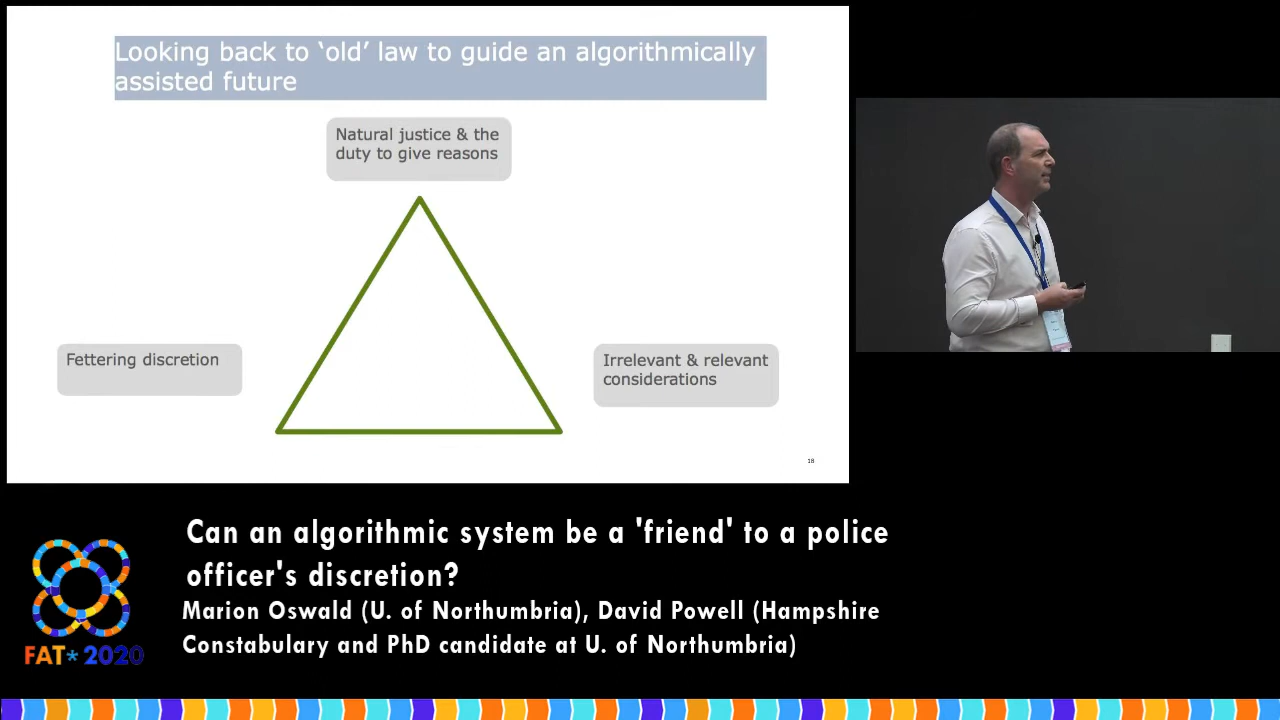 Looking back to ‘old’ law to guide an algorithmically
assisted future
Natural justice & the
duty to give reasons
Fettering discretion
Irrelevant & relevant
considerations
18
Can an algorithmic system be a 'friend' to a police
officer's discretion?
Marion Oswald (U. of Northumbria), David Powell (Hampshire
Constabulary and PhD candidate at U. of Northumbria)
FAT* 2020